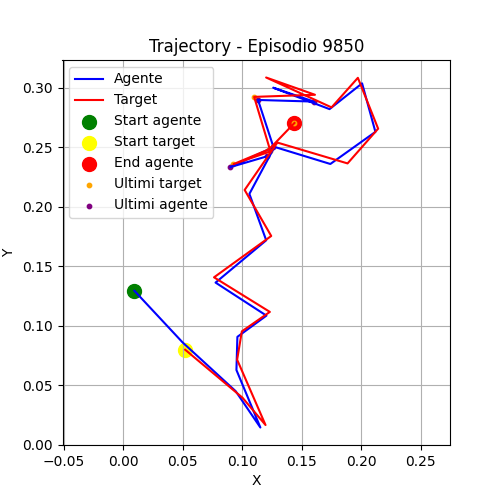 Trajectory - Episodio 9850
Agente
Target
Start agente
Start target
End agente
Ultimi target
Ultimi agente
0.30
0.25
0.20
0.15
0.10
0.05
0.00
Y
−0.05 0.00 0.05 0.10 0.15 0.20 0.25
X